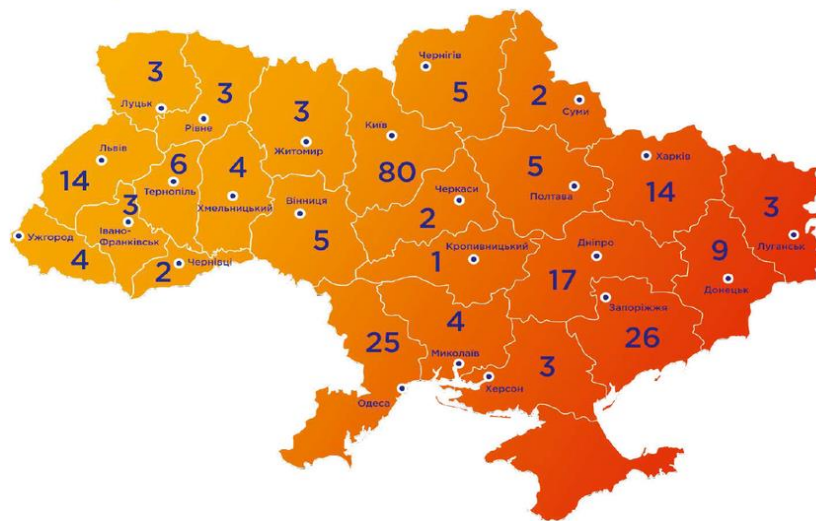 Чернігів
5
2
Суми
3
Луцьк
3
Рівне
3
Житомир
Київ
80
Львів
14
6
Тернопіль
4
Хмельницький
Вінниця
5
Черкаси
2
5
Полтава
Харків
14
3
Луганськ
Ужгород
4
3
Івано-
Франківськ
2
Чернівці
1
Кропивницький
Дніпро
17
9
Донецьк
Запоріжжя
26
25
Одеса
4
Миколаїв
3
Херсон